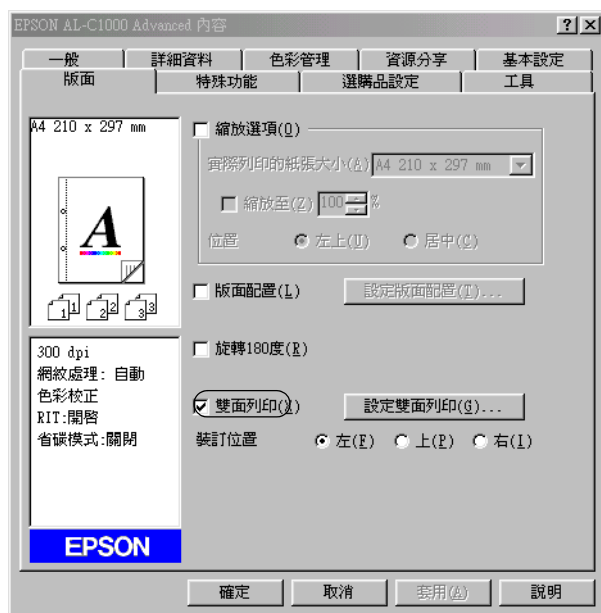 EPSON AL-C1000 Advanced 內容
一般 詳細資料 色彩管理 資源分享 基本設定
版面 特殊功能 選購品設定 工具
A4 210 x 297 mm
A
1 1 2 2 3 3
300 dpi
網紋處理: 自動
色彩校正
RIT:開啓
省碳模式:關閉
EPSON
縮放選項(O)
實際列印的紙張大小(A) A4 210 x 297 mm
縮放至(Z) 100 %
位置 左上(U) 居中(C)
版面配置(L) 設定版面配置(T)...
旋轉180度(R)
雙面列印(X) 設定雙面列印(G)...
裝訂位置 左(F) 上(P) 右(I)
確定 取消 套用(A) 說明